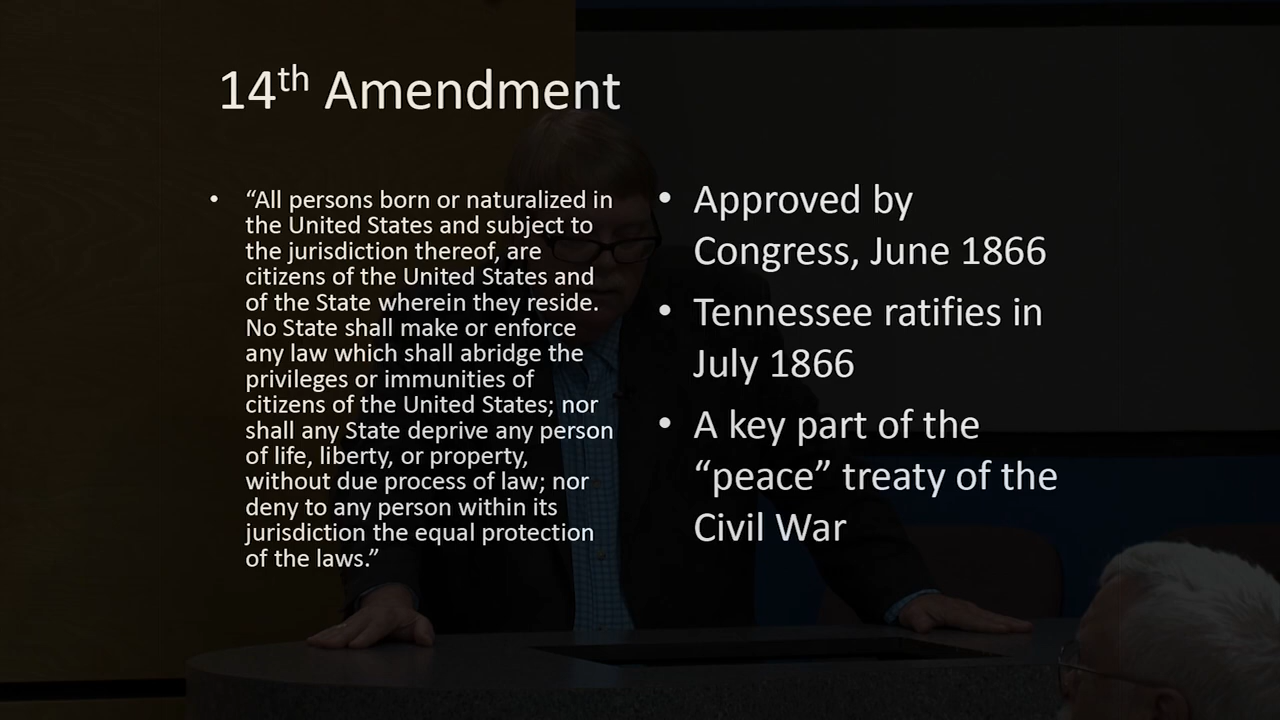 14th Amendment
• “All persons born or naturalized in
the United States and subject to
the jurisdiction thereof, are
citizens of the United States and
of the State wherein they reside.
No State shall make or enforce
any law which shall abridge the
privileges or immunities of
citizens of the United States; nor
shall any State deprive any person
of life, liberty, or property,
without due process of law; nor
deny to any person within its
jurisdiction the equal protection
of the laws.”
• Approved by
Congress, June 1866
• Tennessee ratifies in
July 1866
• A key part of the
“peace” treaty of the
Civil War